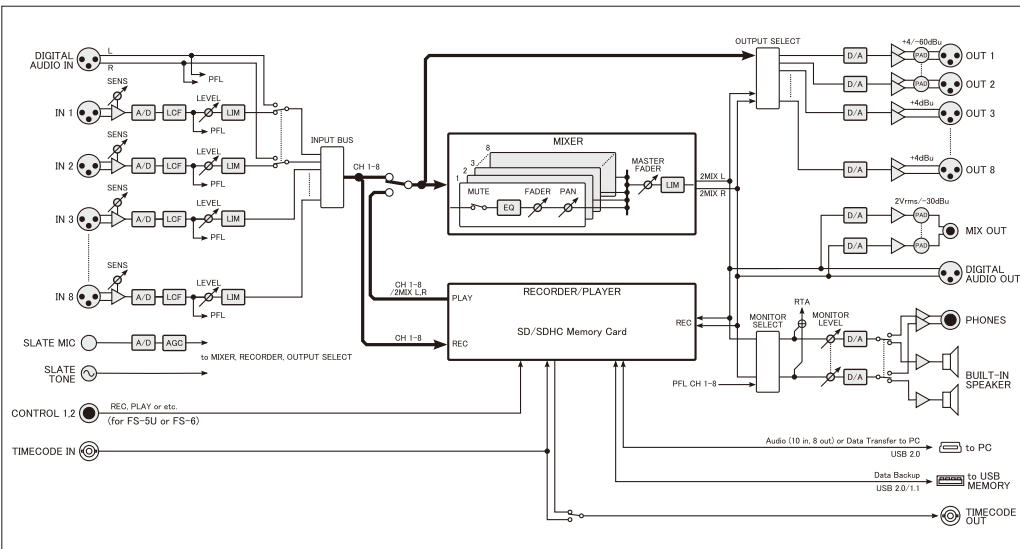 DIGITAL
AUDIO IN
L
R
PFL
SENS
IN 1
A/D
LCF
LEVEL
LIM
PFL
SENS
IN 2
A/D
LCF
LEVEL
LIM
PFL
SENS
IN 3
A/D
LCF
LEVEL
LIM
PFL
SENS
IN 8
A/D
LCF
LEVEL
LIM
PFL
INPUT BUS
CH 1-8
SLATE MIC
A/D
AGC
to MIXER, RECORDER, OUTPUT SELECT
SLATE
TONE
CONTROL 1,2
REC, PLAY or etc.
(for FS-5U or FS-6)
TIMECODE IN
MIXER
8
3
2
1
MUTE
EQ
FADER
PAN
MASTER
FADER
LIM
2MIX L
2MIX R
CH 1-8
/2MIX L,R
PLAY
RECORDER/PLAYER
SD/SDHC Memory Card
REC
CH 1-8
REC
OUTPUT SELECT
D/A
+4/-60dBu
PAD
OUT 1
D/A
PAD
OUT 2
D/A
+4dBu
OUT 3
D/A
+4dBu
OUT 8
D/A
2Vrms/-30dBu
PAD
D/A
PAD
MIX OUT
DIGITAL
AUDIO OUT
RTA
MONITOR
SELECT
MONITOR
LEVEL
D/A
D/A
PFL CH 1-8
PHONES
BUILT-IN
SPEAKER
Audio (10 in, 8 out) or Data Transfer to PC
USB 2.0
to PC
Data Backup
USB 2.0/1.1
to USB
MEMORY
TIMECODE
OUT